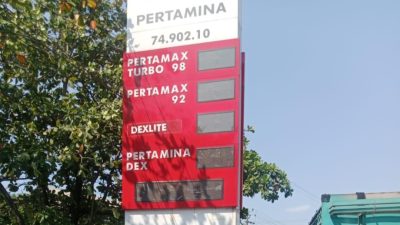 PERTAMINA
74.902.10
PERTAMAX
TURBO 98
PERTAMAX
92
DEXLITE
PERTAMINA
DEX